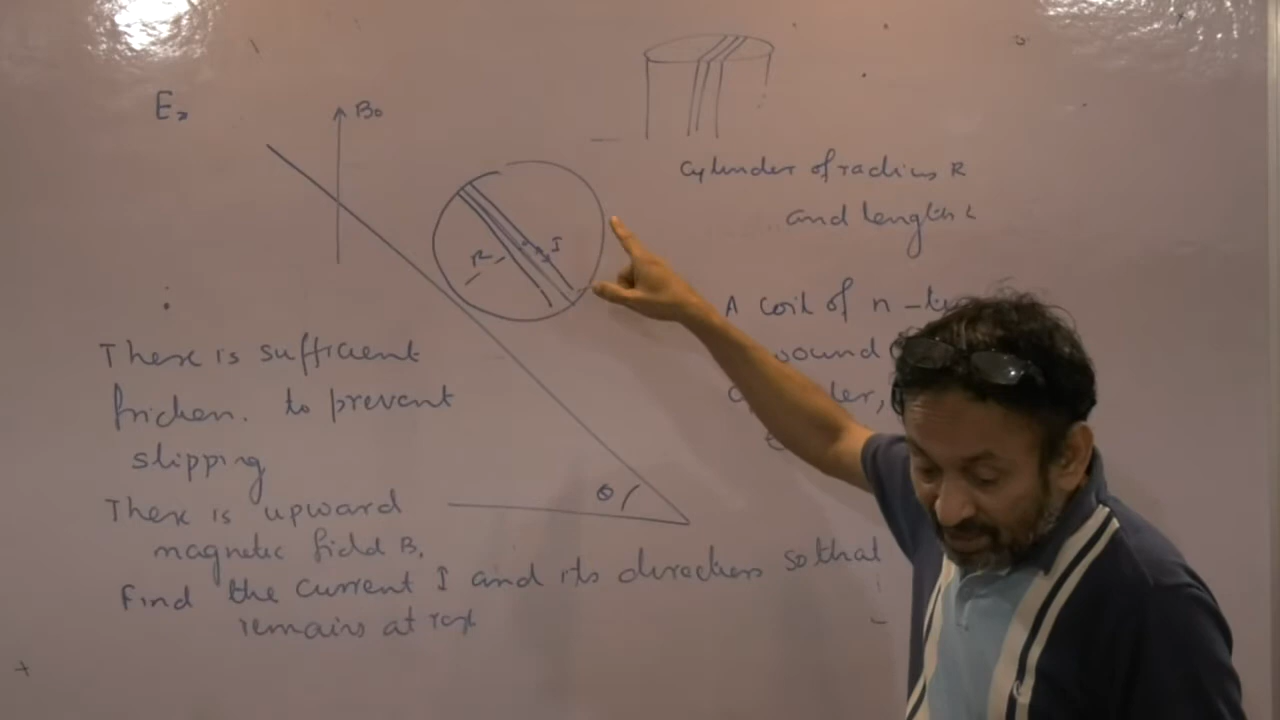 Ex
B₀
cylinder of radius R
and length L
R
I
A coil of n -
wound
There is sufficient
friction. to prevent
slipping
θ
There is upward
magnetic field B,
Find the current I and its direction so that
remains at rest